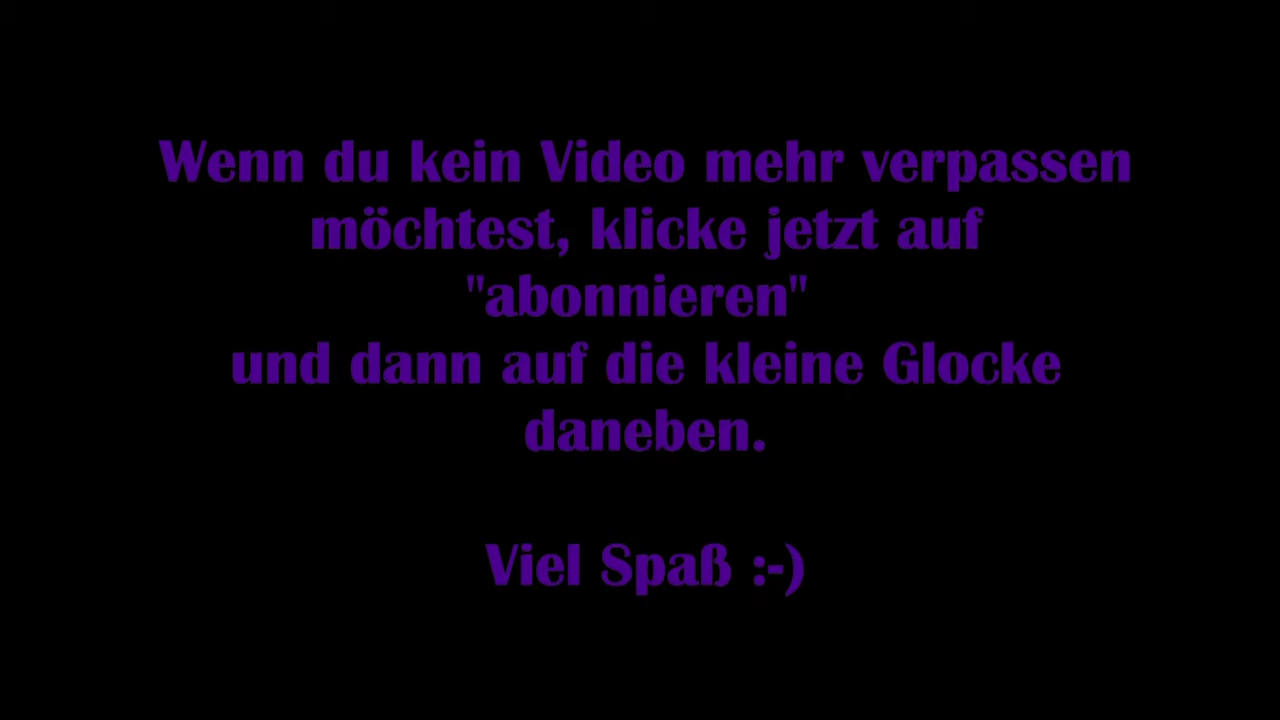 Wenn du kein Video mehr verpassen
möchtest, klicke jetzt auf
"abonnieren"
und dann auf die kleine Glocke
daneben.
Viel Spaß :-)